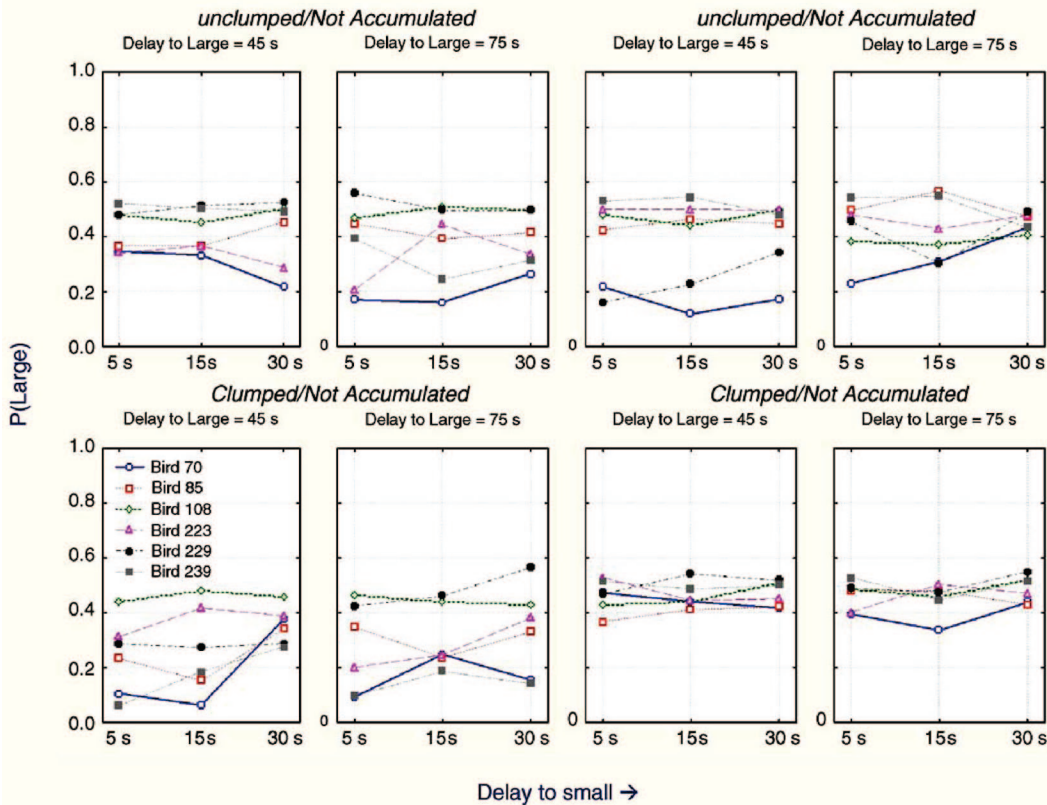 unclumped/Not Accumulated unclumped/Not Accumulated
Delay to Large = 45 s Delay to Large = 75 s Delay to Large = 45 s Delay to Large = 75 s
1.0
0.8
0.6
0.4
0.2
0.0 0 0 0
5 s 15s 30 s 5 s 15s 30 s 5 s 15s 30 s 5 s 15s 30 s
P(Large)
Clumped/Not Accumulated Clumped/Not Accumulated
Delay to Large = 45 s Delay to Large = 75 s Delay to Large = 45 s Delay to Large = 75 s
1.0
Bird 70
Bird 85
0.8
Bird 108
Bird 223
Bird 229
0.6
Bird 239
0.4
0.2
0.0 0 0 0
5 s 15s 30 s 5 s 15s 30 s 5 s 15s 30 s 5 s 15s 30 s
Delay to small →